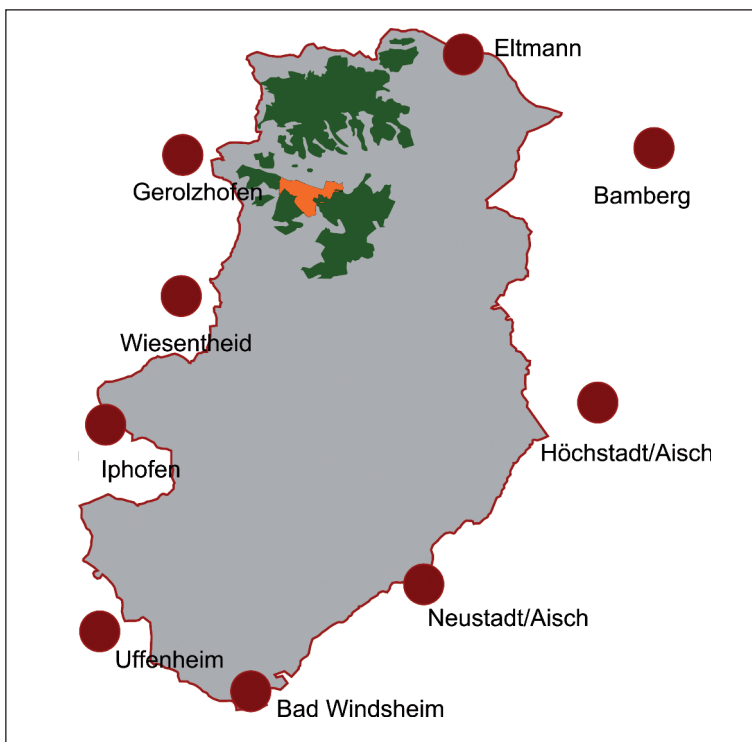 Eltmann
Gerolzhofen
Bamberg
Wiesentheid
Iphofen
Höchstadt/Aisch
Neustadt/Aisch
Uffenheim
Bad Windsheim